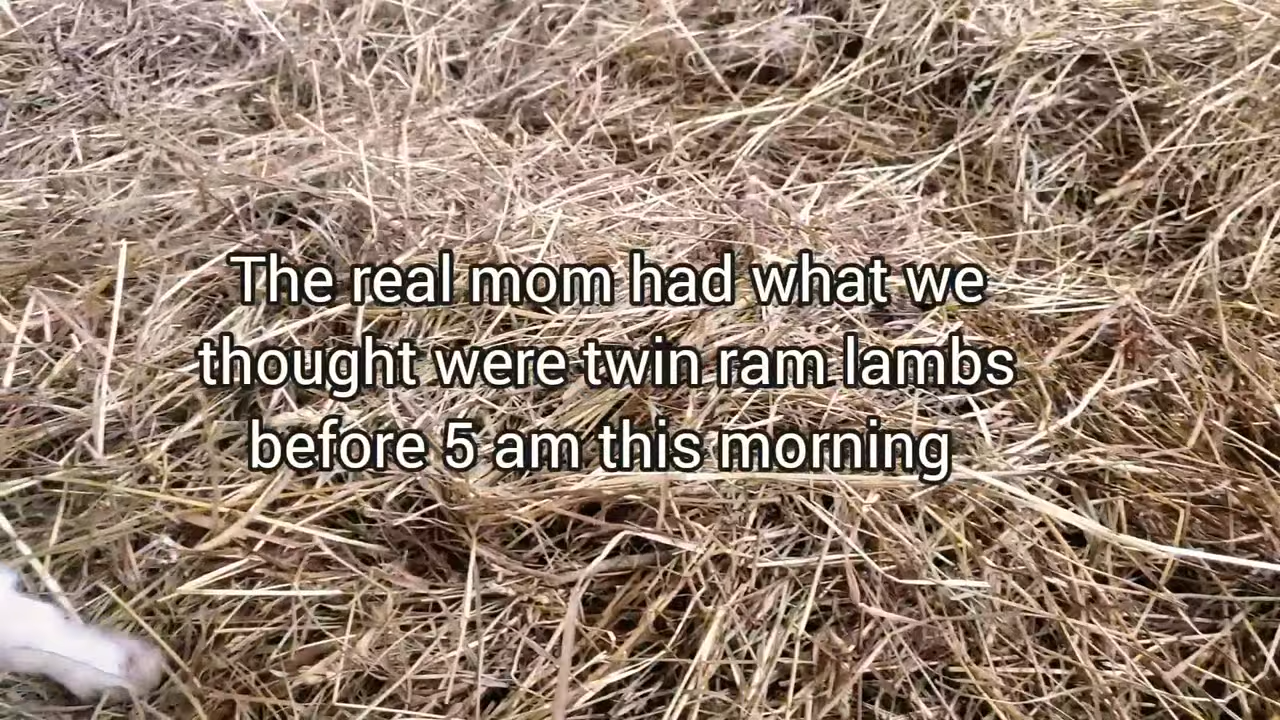 The real mom had what we
thought were twin ram lambs
before 5 am this morning